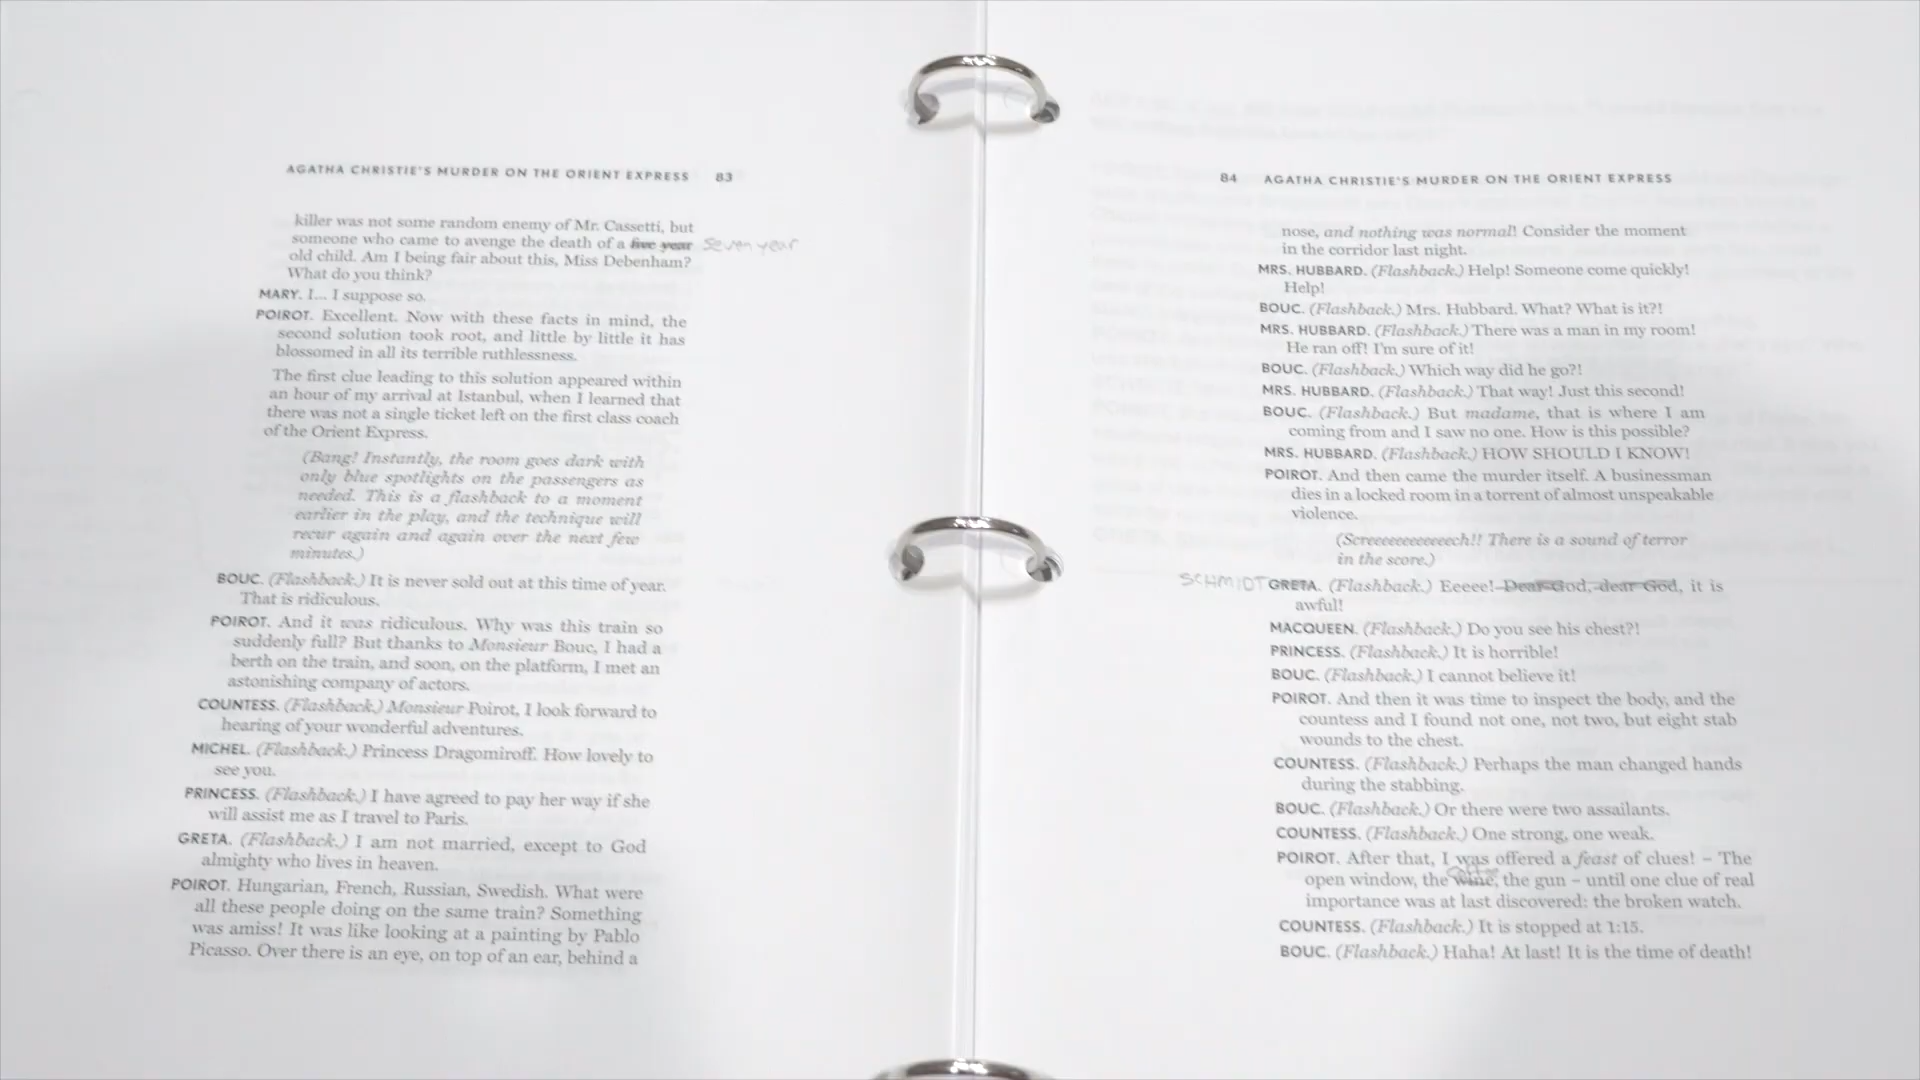 AGATHA CHRISTIE'S MURDER ON THE ORIENT EXPRESS 83
killer was not some random enemy of Mr. Cassetti, but
someone who came to avenge the death of a five year seven year
old child. Am I being fair about this, Miss Debenham?
What do you think?
MARY. I... I suppose so.
POIROT. Excellent. Now with these facts in mind, the
second solution took root, and little by little it has
blossomed in all its terrible ruthlessness.
The first clue leading to this solution appeared within
an hour of my arrival at Istanbul, when I learned that
there was not a single ticket left on the first class coach
of the Orient Express.
(Bang! Instantly, the room goes dark with
only blue spotlights on the passengers as
needed. This is a flashback to a moment
earlier in the play, and the technique will
recur again and again over the next few
minutes.)
BOUC. (Flashback.) It is never sold out at this time of year.
That is ridiculous.
POIROT. And it was ridiculous. Why was this train so
suddenly full? But thanks to Monsieur Bouc, I had a
berth on the train, and soon, on the platform, I met an
astonishing company of actors.
COUNTESS. (Flashback.) Monsieur Poirot, I look forward to
hearing of your wonderful adventures.
MICHEL. (Flashback.) Princess Dragomiroff. How lovely to
see you.
PRINCESS. (Flashback.) I have agreed to pay her way if she
will assist me as I travel to Paris.
GRETA. (Flashback.) I am not married, except to God
almighty who lives in heaven.
POIROT. Hungarian, French, Russian, Swedish. What were
all these people doing on the same train? Something
was amiss! It was like looking at a painting by Pablo
Picasso. Over there is an eye, on top of an ear, behind a
84 AGATHA CHRISTIE'S MURDER ON THE ORIENT EXPRESS
nose, and nothing was normal! Consider the moment
in the corridor last night.
MRS. HUBBARD. (Flashback.) Help! Someone come quickly!
Help!
BOUC. (Flashback.) Mrs. Hubbard. What? What is it?!
MRS. HUBBARD. (Flashback.) There was a man in my room!
He ran off! I'm sure of it!
BOUC. (Flashback.) Which way did he go?!
MRS. HUBBARD. (Flashback.) That way! Just this second!
BOUC. (Flashback.) But madame, that is where I am
coming from and I saw no one. How is this possible?
MRS. HUBBARD. (Flashback.) HOW SHOULD I KNOW!
POIROT. And then came the murder itself. A businessman
dies in a locked room in a torrent of almost unspeakable
violence.
(Screeeeeeeeeeech!! There is a sound of terror
in the score.)
SCHMIDT GRETA. (Flashback.) Eeeee! Dear God, dear God, it is
awful!
MACQUEEN. (Flashback.) Do you see his chest?!
PRINCESS. (Flashback.) It is horrible!
BOUC. (Flashback.) I cannot believe it!
POIROT. And then it was time to inspect the body, and the
countess and I found not one, not two, but eight stab
wounds to the chest.
COUNTESS. (Flashback.) Perhaps the man changed hands
during the stabbing.
BOUC. (Flashback.) Or there were two assailants.
COUNTESS. (Flashback.) One strong, one weak.
POIROT. After that, I was offered a feast of clues! – The
open window, the wine, the gun – until one clue of real
importance was at last discovered: the broken watch.
COUNTESS. (Flashback.) It is stopped at 1:15.
BOUC. (Flashback.) Haha! At last! It is the time of death!